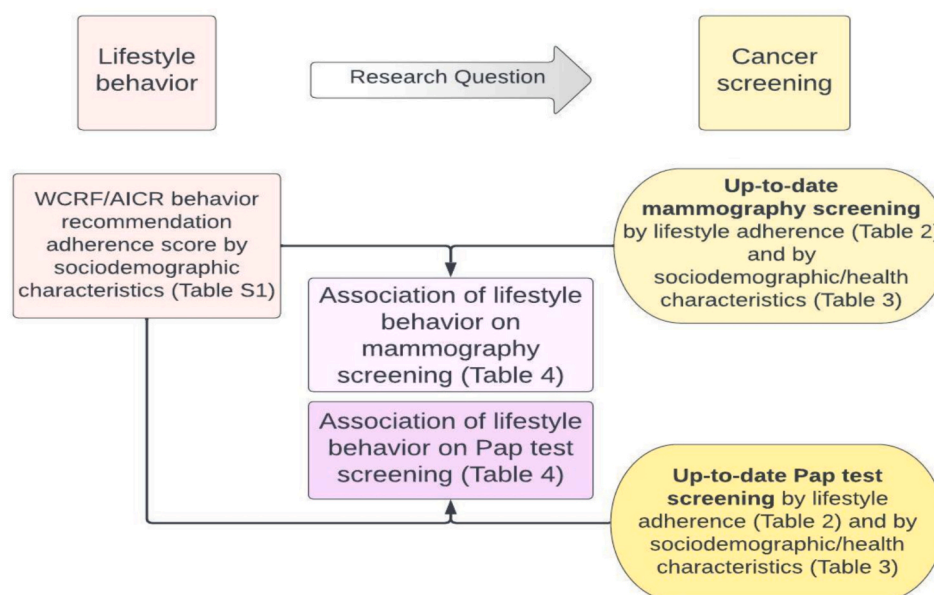 Lifestyle
behavior
Research Question
Cancer
screening
WCRF/AICR behavior
recommendation
adherence score by
sociodemographic
characteristics (Table S1)
Up-to-date
mammography screening
by lifestyle adherence (Table 2)
and by
sociodemographic/health
characteristics (Table 3)
Association of lifestyle
behavior on
mammography
screening (Table 4)
Association of lifestyle
behavior on Pap test
screening (Table 4)
Up-to-date Pap test
screening by lifestyle
adherence (Table 2) and by
sociodemographic/health
characteristics (Table 3)